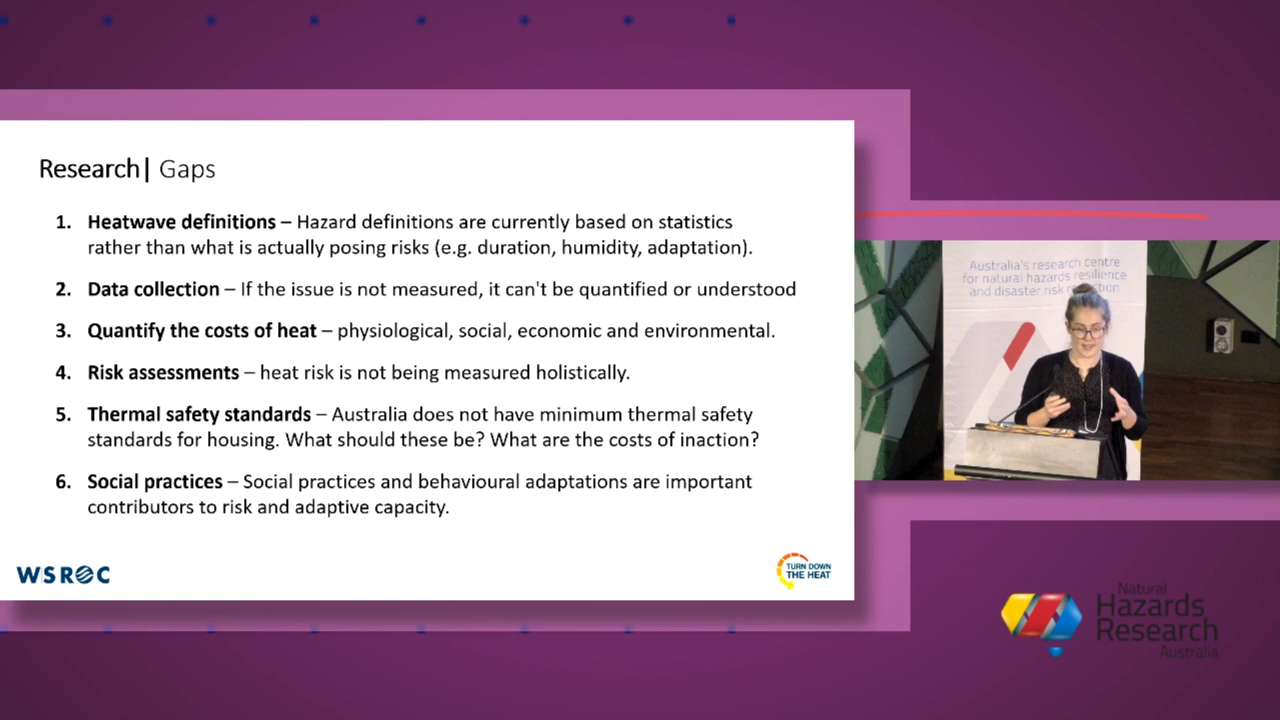 Research| Gaps
1. Heatwave definitions – Hazard definitions are currently based on statistics
rather than what is actually posing risks (e.g. duration, humidity, adaptation).
2. Data collection – If the issue is not measured, it can't be quantified or understood
3. Quantify the costs of heat – physiological, social, economic and environmental.
4. Risk assessments – heat risk is not being measured holistically.
5. Thermal safety standards – Australia does not have minimum thermal safety
standards for housing. What should these be? What are the costs of inaction?
6. Social practices – Social practices and behavioural adaptations are important
contributors to risk and adaptive capacity.
WSROC
TURN DOWN
THE HEAT
Australia's research centre
for natural hazards resilience
and disaster risk
Natural
Hazards
Research
Australia